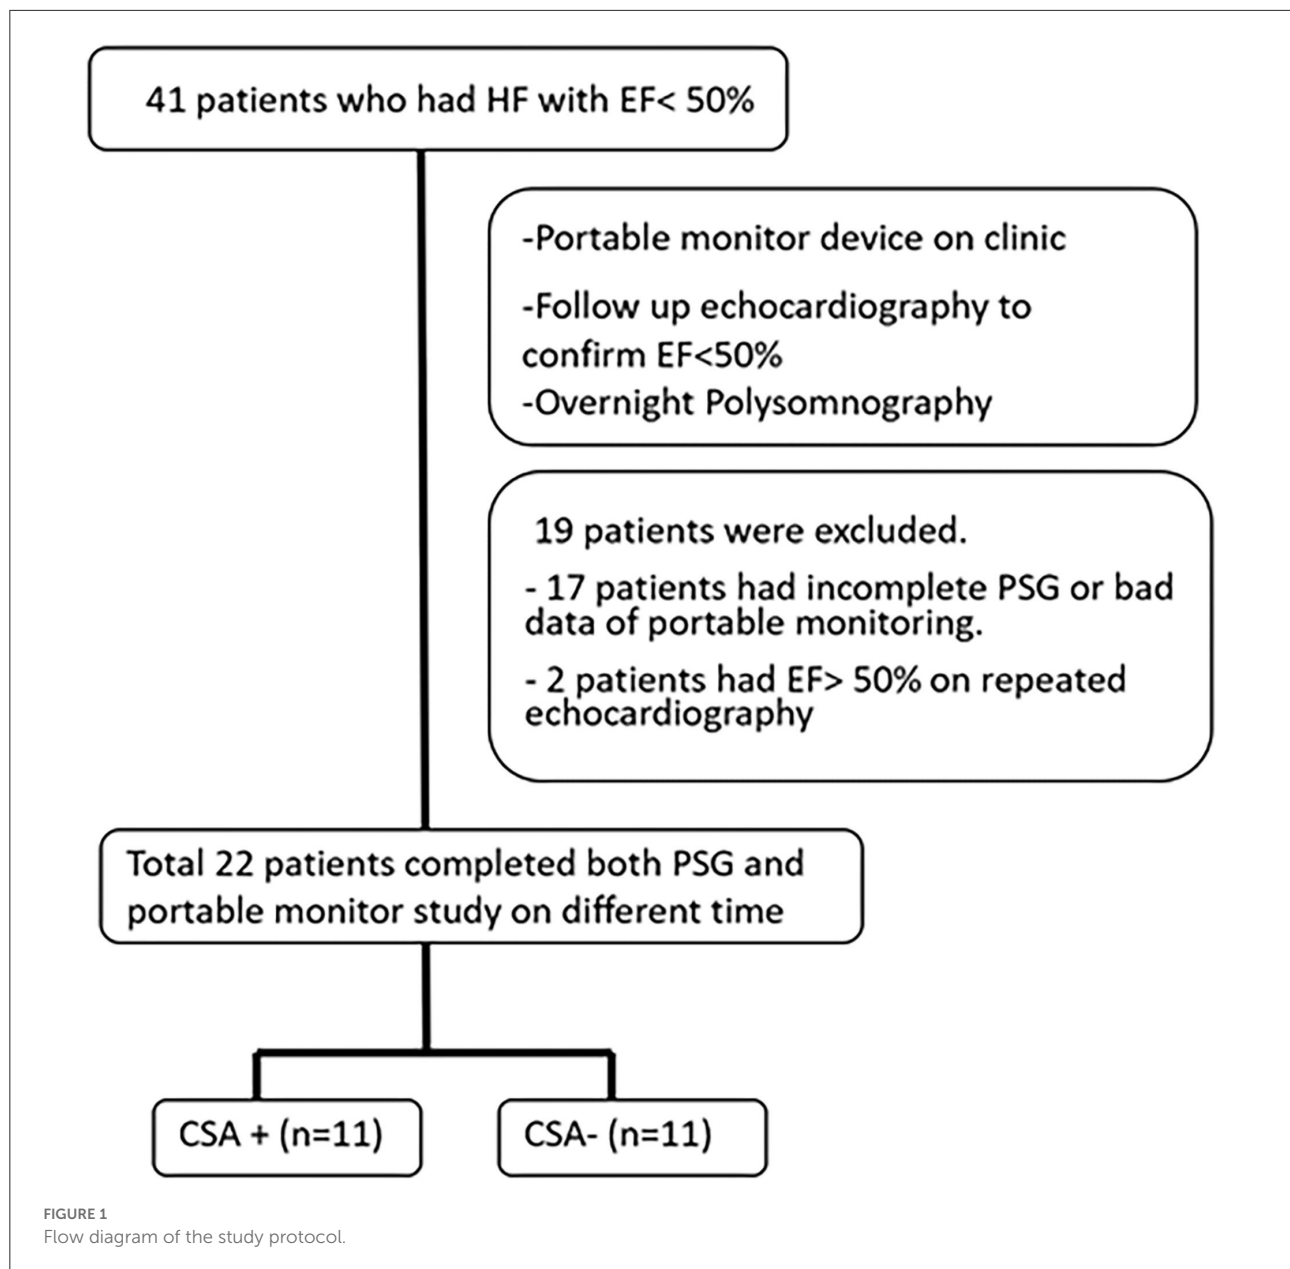 41 patients who had HF with EF< 50%
-Portable monitor device on clinic
-Follow up echocardiography to
confirm EF<50%
-Overnight Polysomnography
19 patients were excluded.
- 17 patients had incomplete PSG or bad
data of portable monitoring.
- 2 patients had EF> 50% on repeated
echocardiography
Total 22 patients completed both PSG and
portable monitor study on different time
CSA + (n=11)
CSA- (n=11)
FIGURE 1
Flow diagram of the study protocol.